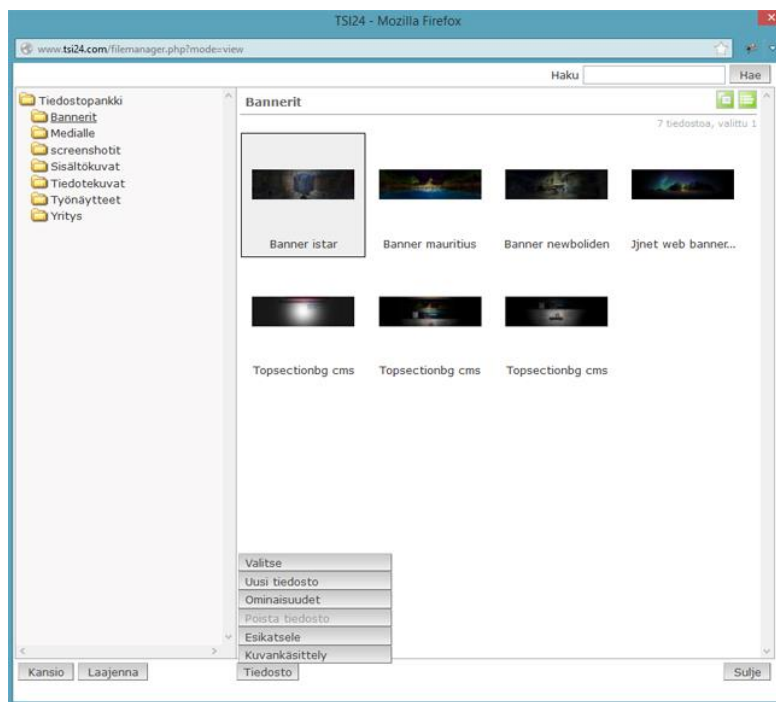 TSI24 - Mozilla Firefox
www.tsi24.com/filemanager.php?mode=view
Haku
Hae
Tiedostopankki
Bannerit
Medialle
screenshotit
Sisältökuvat
Tiedotekuvat
Työnäytteet
Yritys
Bannerit
7 tiedostoa, valittu 1
Banner istar
Banner mauritius
Banner newboliden
Jjnet web banner...
Topsectionbg cms
Topsectionbg cms
Topsectionbg cms
Valitse
Uusi tiedosto
Ominaisuudet
Poista tiedosto
Esikatsele
Kuvankäsittely
Kansio
Laajenna
Tiedosto
Sulje